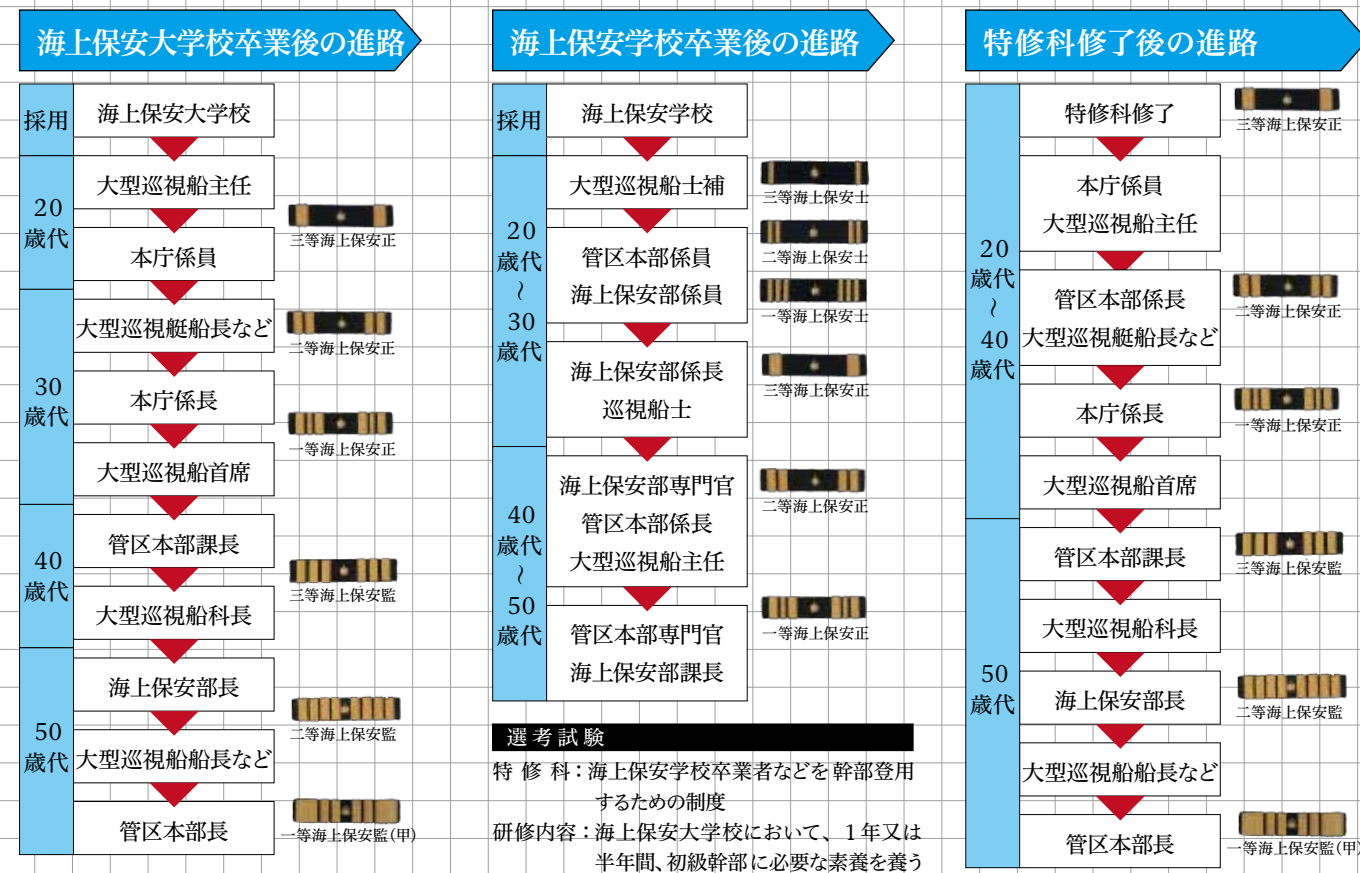 海上保安大学校卒業後の進路
採用
海上保安大学校
20
歳代
大型巡視船主任
三等海上保安正
本庁係員
30
歳代
大型巡視艇船長など
二等海上保安正
本庁係長
一等海上保安正
大型巡視船首席
40
歳代
管区本部課長
三等海上保安監
大型巡視船科長
50
歳代
海上保安部長
二等海上保安監
大型巡視船船長など
管区本部長
一等海上保安監(甲)
海上保安学校卒業後の進路
採用
海上保安学校
20
歳代
~
30
歳代
大型巡視船士補
三等海上保安士
管区本部係員
海上保安部係員
二等海上保安士
一等海上保安士
海上保安部係長
巡視船士
三等海上保安正
40
歳代
~
50
歳代
海上保安部専門官
管区本部係長
大型巡視船主任
二等海上保安正
管区本部専門官
海上保安部課長
一等海上保安正
選考試験
特修科:海上保安学校卒業者などを幹部登用
するための制度
研修内容:海上保安大学校において、1年又は
半年間、初級幹部に必要な素養を養う
特修科修了後の進路
20
歳代
~
40
歳代
特修科修了
三等海上保安正
本庁係員
大型巡視船主任
管区本部係長
大型巡視艇船長など
二等海上保安正
本庁係長
一等海上保安正
大型巡視船首席
50
歳代
管区本部課長
三等海上保安監
大型巡視船科長
海上保安部長
二等海上保安監
大型巡視船船長など
管区本部長
一等海上保安監(甲)